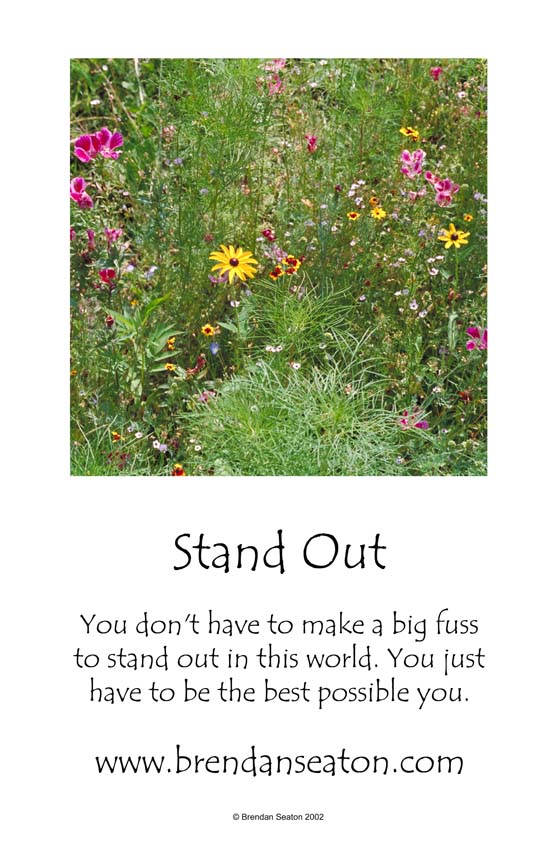 Stand Out
You don't have to make a big fuss
to stand out in this world. You just
have to be the best possible you.
www.brendanseaton.com
© Brendan Seaton 2002